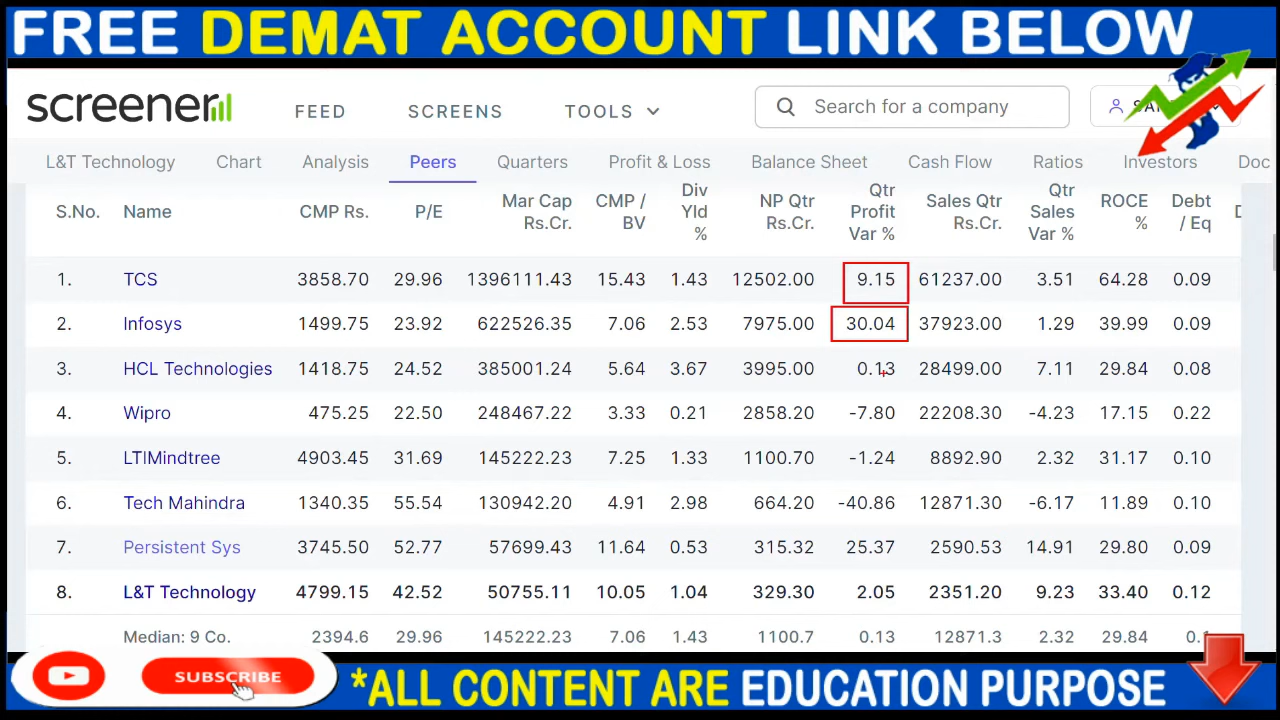 FREE DEMAT ACCOUNT LINK BELOW
screener FEED SCREENS TOOLS Search for a company
L&T Technology Chart Analysis Peers Quarters Profit & Loss Balance Sheet Cash Flow Ratios Investors Doc
S.No. Name CMP Rs. P/E Mar Cap Rs.Cr. CMP / BV Div Yld % NP Qtr Rs.Cr. Qtr Profit Var % Sales Qtr Rs.Cr. Qtr Sales Var % ROCE % Debt / Eq
1. TCS 3858.70 29.96 1396111.43 15.43 1.43 12502.00 9.15 61237.00 3.51 64.28 0.09
2. Infosys 1499.75 23.92 622526.35 7.06 2.53 7975.00 30.04 37923.00 1.29 39.99 0.09
3. HCL Technologies 1418.75 24.52 385001.24 5.64 3.67 3995.00 0.13 28499.00 7.11 29.84 0.08
4. Wipro 475.25 22.50 248467.22 3.33 0.21 2858.20 -7.80 22208.30 -4.23 17.15 0.22
5. LTIMindtree 4903.45 31.69 145222.23 7.25 1.33 1100.70 -1.24 8892.90 2.32 31.17 0.10
6. Tech Mahindra 1340.35 55.54 130942.20 4.91 2.98 664.20 -40.86 12871.30 -6.17 11.89 0.10
7. Persistent Sys 3745.50 52.77 57699.43 11.64 0.53 315.32 25.37 2590.53 14.91 29.80 0.09
8. L&T Technology 4799.15 42.52 50755.11 10.05 1.04 329.30 2.05 2351.20 9.23 33.40 0.12
Median: 9 Co. 2394.6 29.96 145222.23 7.06 1.43 1100.7 0.13 12871.3 2.32 29.84
SUBSCRIBE
*ALL CONTENT ARE EDUCATION PURPOSE